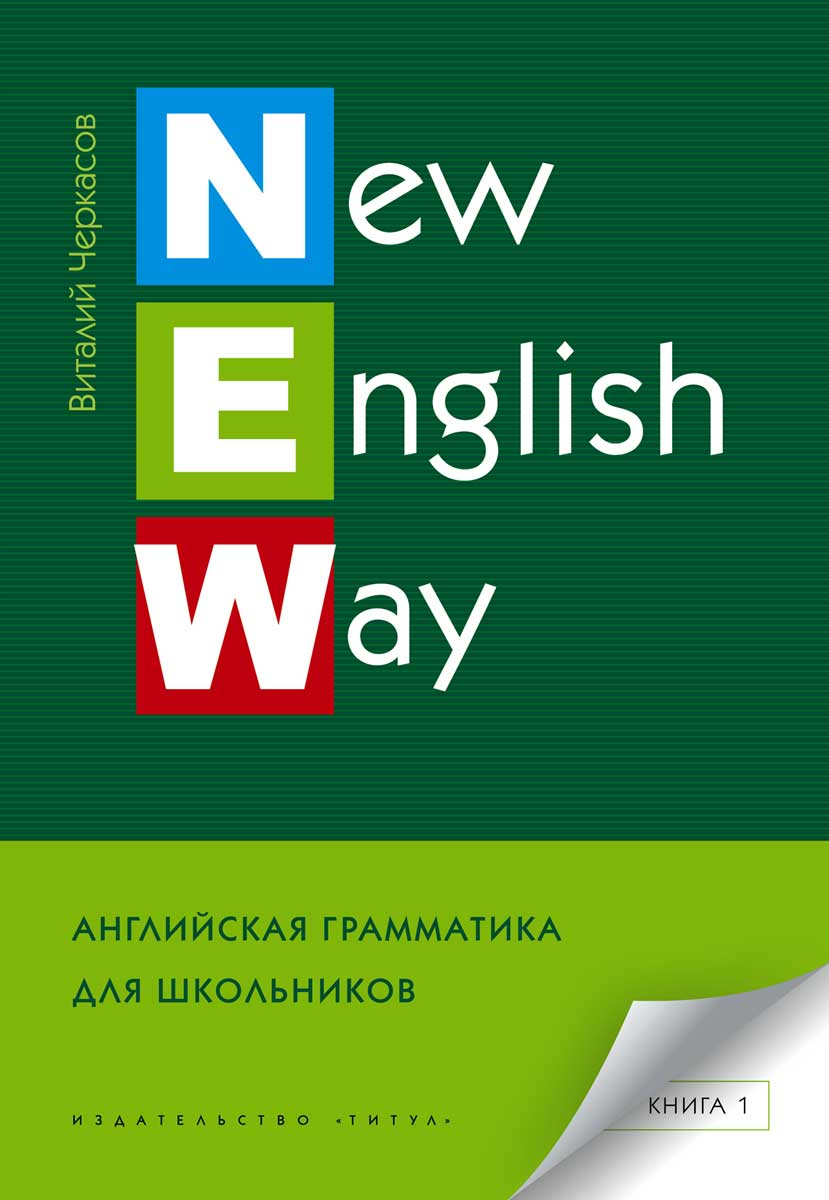 Виталий Черкасов
New
English
Way
АНГЛИЙСКАЯ ГРАММАТИКА
ДЛЯ ШКОЛЬНИКОВ
ИЗДАТЕЛЬСТВО «ТИТУЛ»
КНИГА 1